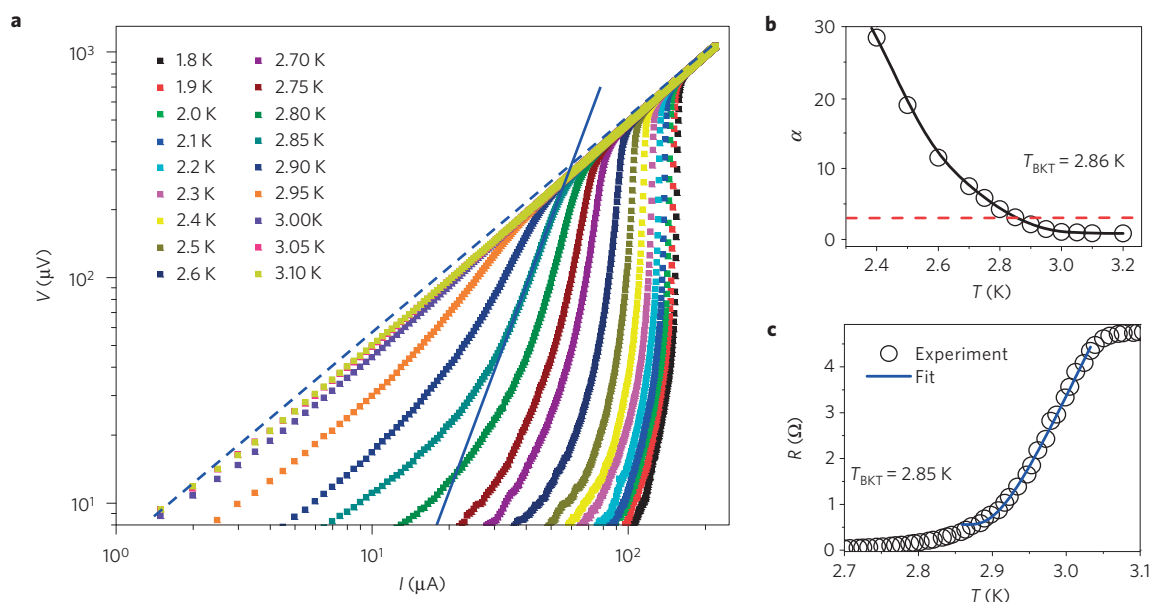 a
V (μV)
10³
10²
10¹
1.8 K
1.9 K
2.0 K
2.1 K
2.2 K
2.3 K
2.4 K
2.5 K
2.6 K
2.70 K
2.75 K
2.80 K
2.85 K
2.90 K
2.95 K
3.00K
3.05 K
3.10 K
10⁰
10¹
10²
I (μA)
b
α
30
20
10
0
T_BKT = 2.86 K
2.4
2.6
2.8
3.0
3.2
T (K)
c
R (Ω)
4
3
2
1
0
Experiment
Fit
T_BKT = 2.85 K
2.7
2.8
2.9
3.0
3.1
T (K)